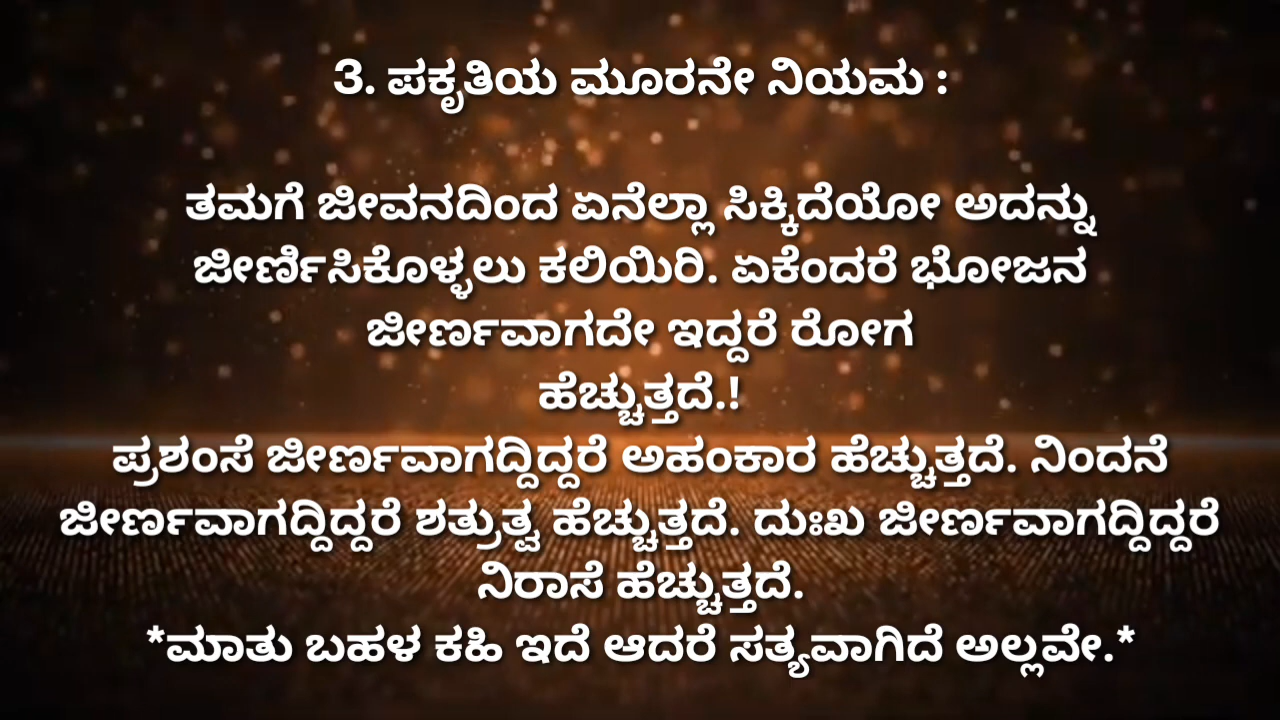 3. ಪಕೃತಿಯ ಮೂರನೇ ನಿಯಮ :
ತಮಗೆ ಜೀವನದಿಂದ ಏನೆಲ್ಲಾ ಸಿಕ್ಕಿದೆಯೋ ಅದನ್ನು
ಜೀರ್ಣಿಸಿಕೊಳ್ಳಲು ಕಲಿಯಿರಿ. ಏಕೆಂದರೆ ಭೋಜನ
ಜೀರ್ಣವಾಗದೇ ಇದ್ದರೆ ರೋಗ
ಹೆಚ್ಚುತ್ತದೆ.!
ಪ್ರಶಂಸೆ ಜೀರ್ಣವಾಗದ್ದಿದ್ದರೆ ಅಹಂಕಾರ ಹೆಚ್ಚುತ್ತದೆ. ನಿಂದನೆ
ಜೀರ್ಣವಾಗದ್ದಿದ್ದರೆ ಶತ್ರುತ್ವ ಹೆಚ್ಚುತ್ತದೆ. ದುಃಖ ಜೀರ್ಣವಾಗದ್ದಿದ್ದರೆ
ನಿರಾಸೆ ಹೆಚ್ಚುತ್ತದೆ.
*ಮಾತು ಬಹಳ ಕಹಿ ಇದೆ ಆದರೆ ಸತ್ಯವಾಗಿದೆ ಅಲ್ಲವೇ.*